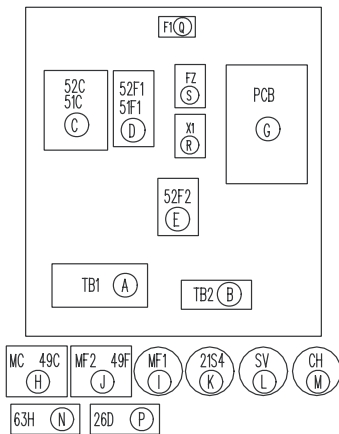 F1 Q
52C
51C
C
52F1
51F1
D
FZ
S
X1
R
PCB
G
52F2
E
TB1 A
TB2 B
MC 49C
H
MF2 49F
J
MF1
I
21S4
K
SV
L
CH
M
63H N
26D P